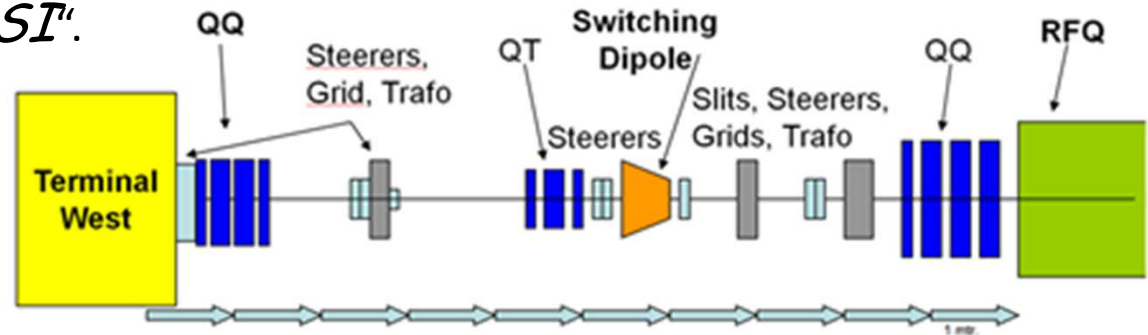 SI“.
QQ
Steerers,
Grid, Trafo
QT
Switching
Dipole
Steerers
Slits, Steerers,
Grids, Trafo
QQ
RFQ
Terminal
West
1 mtr.